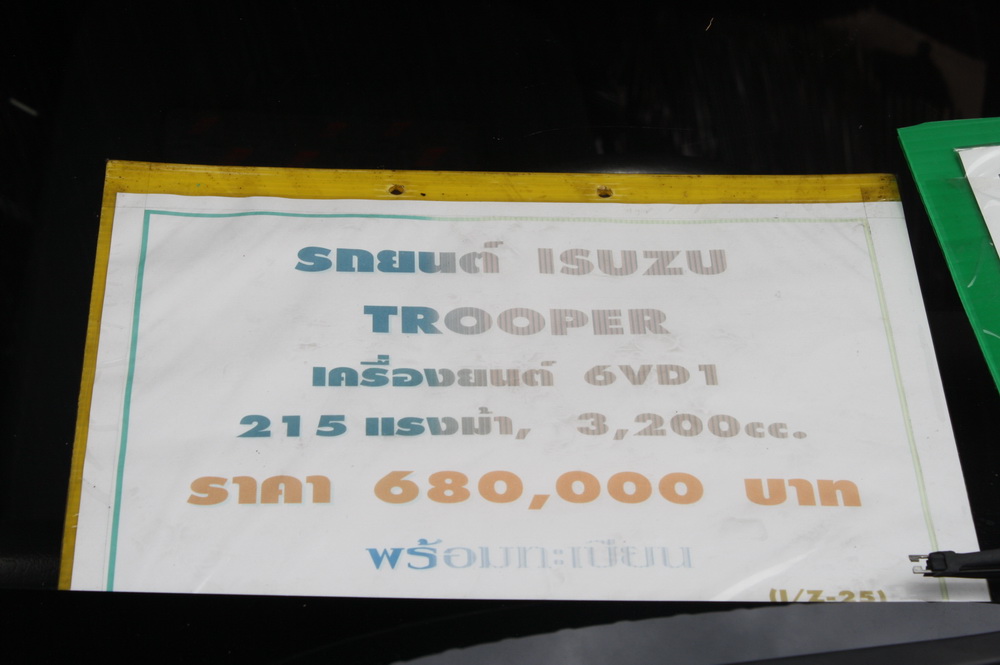 รถยนต์ ISUZU
TROOPER
เครื่องยนต์ 6VD1
215 แรงม้า, 3,200cc.
ราคา 680,000 บาท
พร้อมทะเบียน
(I/Z-25)